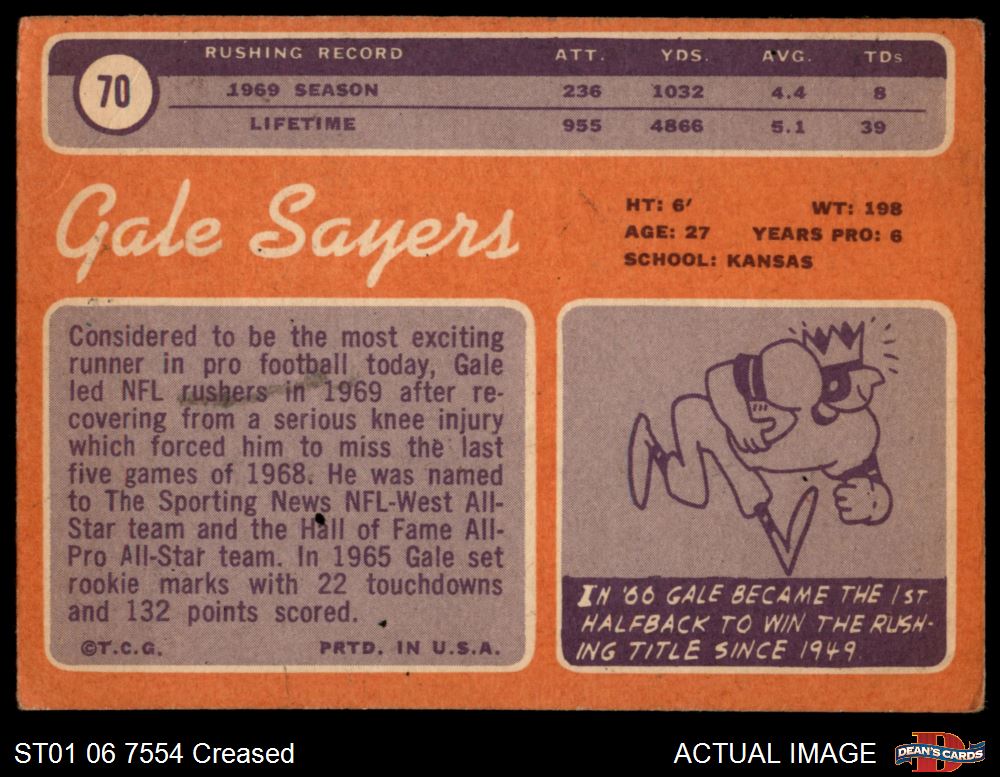 70
RUSHING RECORD ATT. YDS. AVG. TDs
1969 SEASON 236 1032 4.4 8
LIFETIME 955 4866 5.1 39
Gale Sayers
HT: 6' WT: 198
AGE: 27 YEARS PRO: 6
SCHOOL: KANSAS
Considered to be the most exciting
runner in pro football today, Gale
led NFL rushers in 1969 after re-
covering from a serious knee injury
which forced him to miss the last
five games of 1968. He was named
to The Sporting News NFL-West All-
Star team and the Hall of Fame All-
Pro All-Star team. In 1965 Gale set
rookie marks with 22 touchdowns
and 132 points scored.
©T.C.G. PRTD. IN U.S.A.
IN '66 GALE BECAME THE 1ST
HALFBACK TO WIN THE RUSH-
ING TITLE SINCE 1949
ST01 06 7554 Creased
ACTUAL IMAGE
D
DEAN'S CARDS